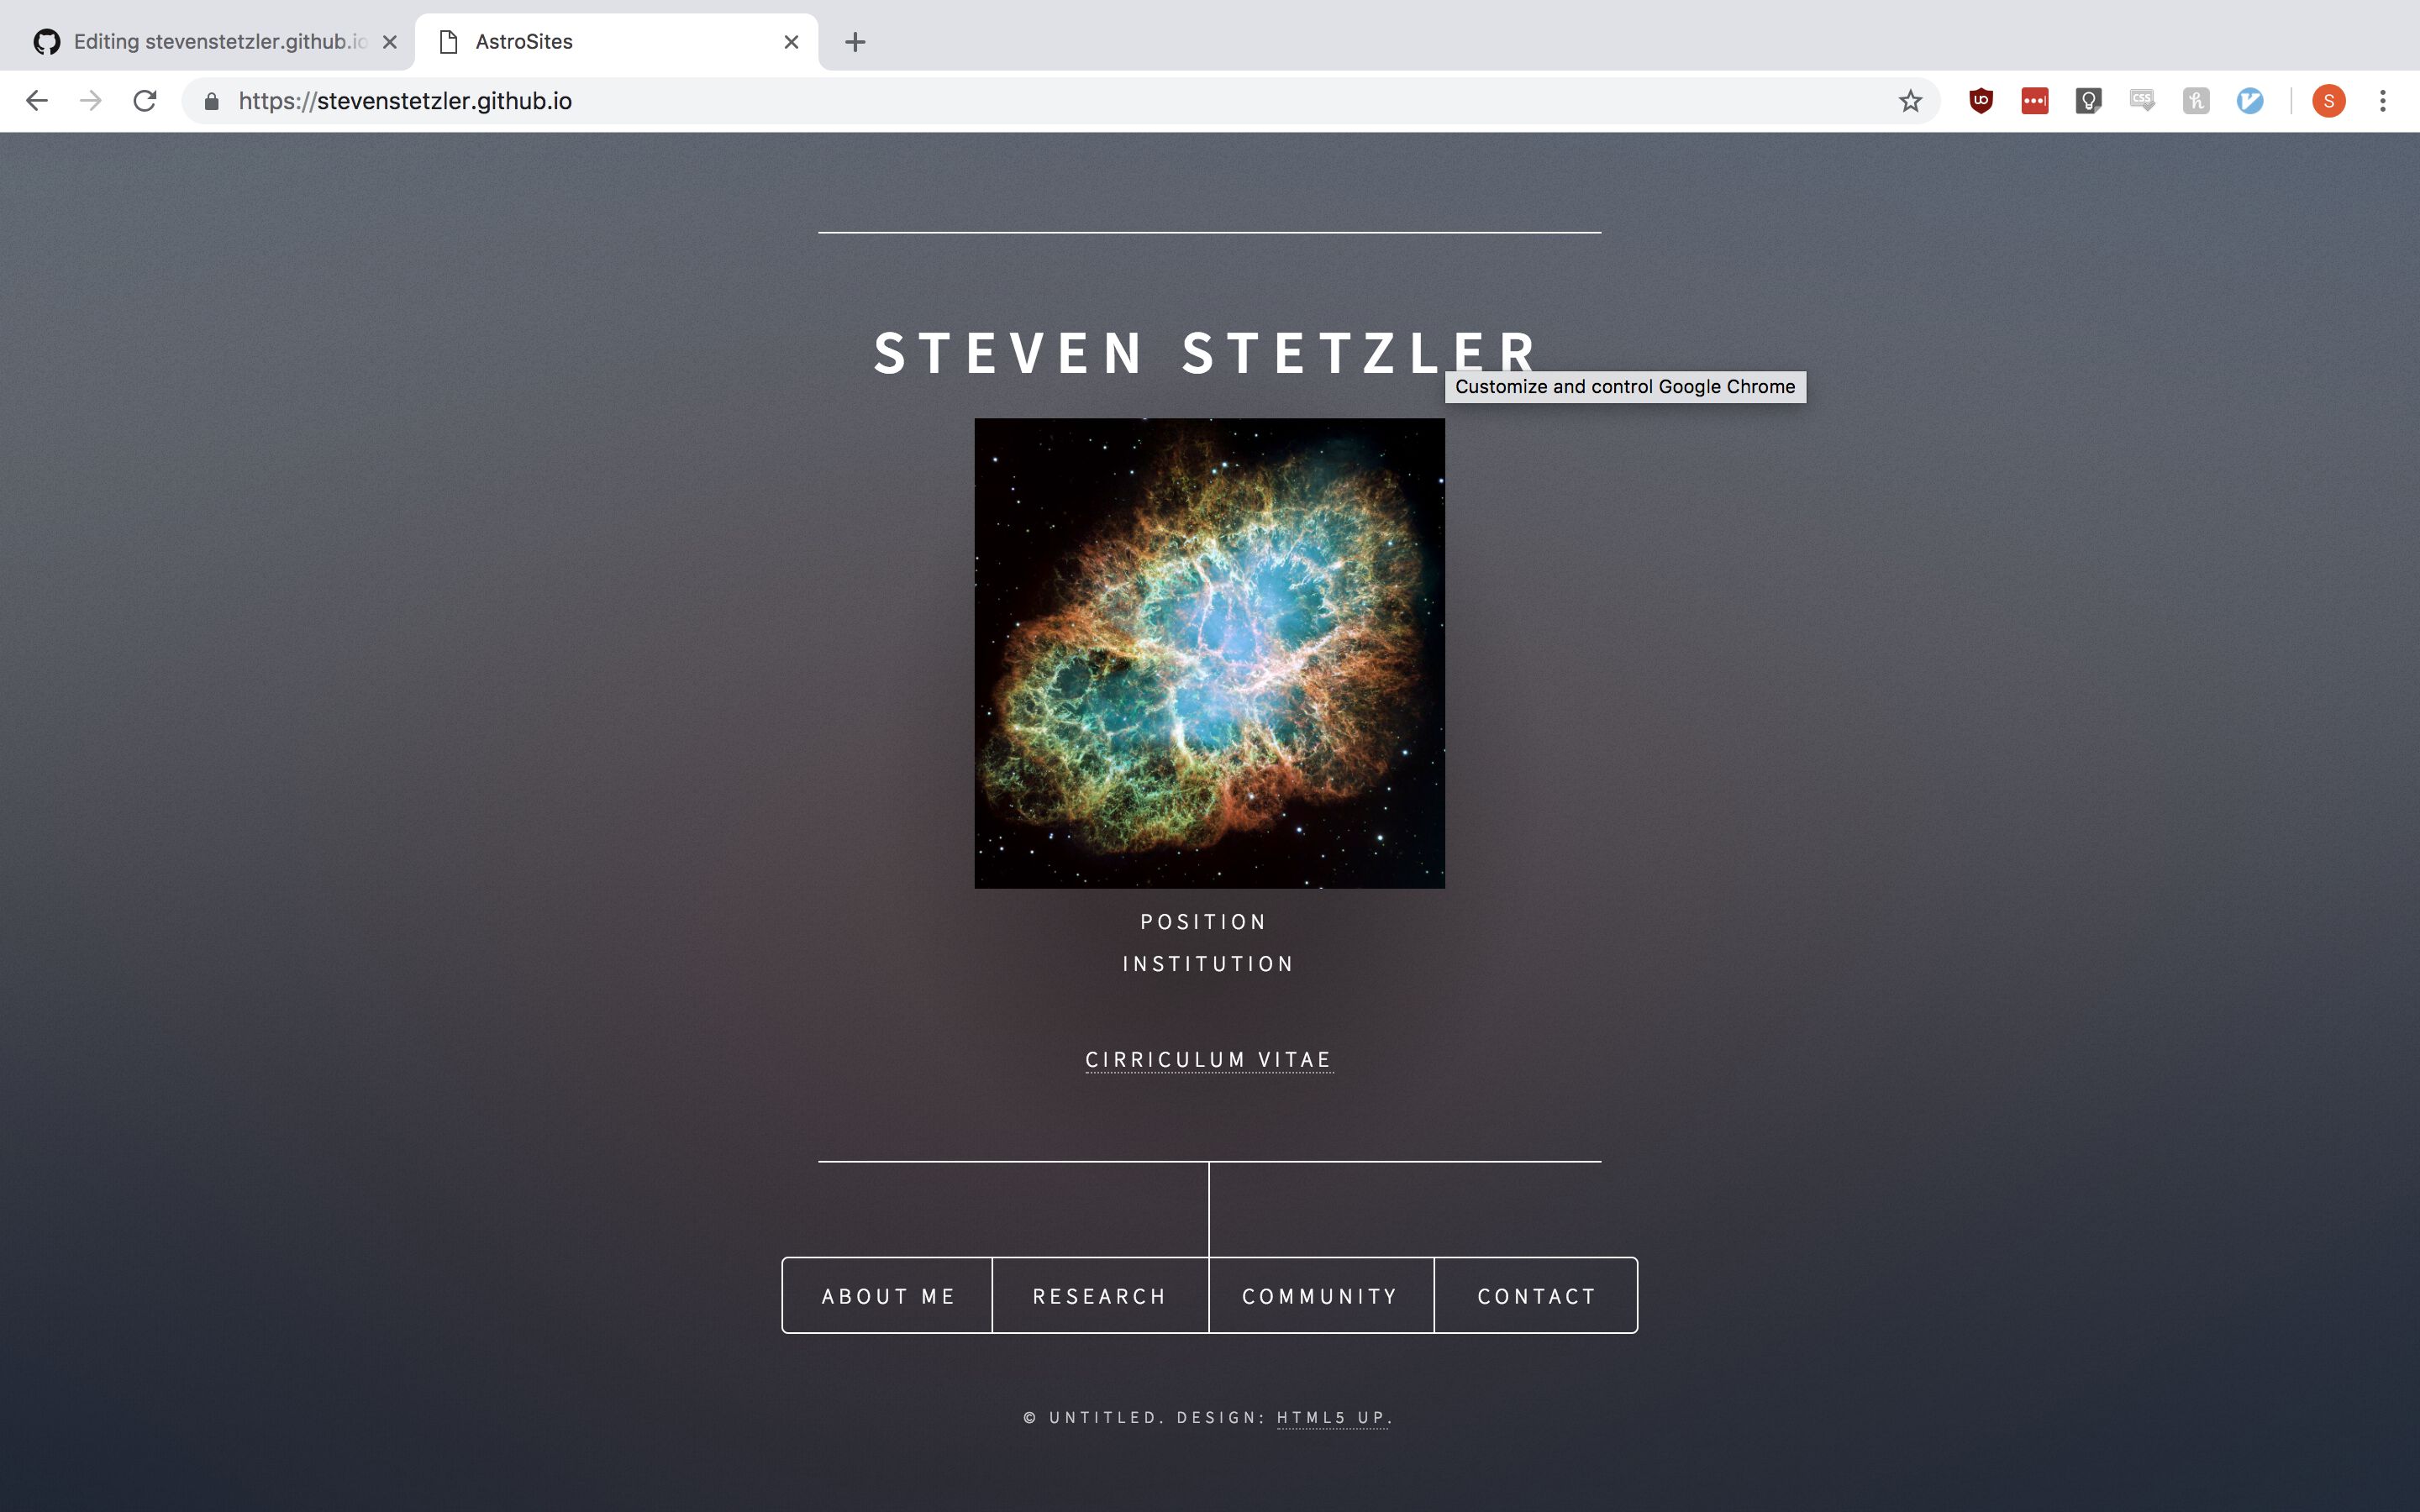 Editing stevenstetzler.github.io
AstroSites
https://stevenstetzler.github.io
S
STEVEN STETZLER
Customize and control Google Chrome
POSITION
INSTITUTION
CIRRICULUM VITAE
ABOUT ME
RESEARCH
COMMUNITY
CONTACT
© UNTITLED. DESIGN: HTML5 UP.